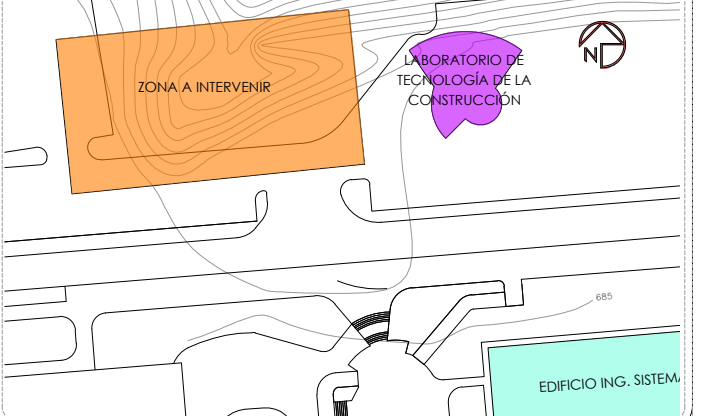 ZONA A INTERVENIR
LABORATORIO DE
TECNOLOGÍA DE LA
CONSTRUCCIÓN
N
685
EDIFICIO ING. SISTEMA